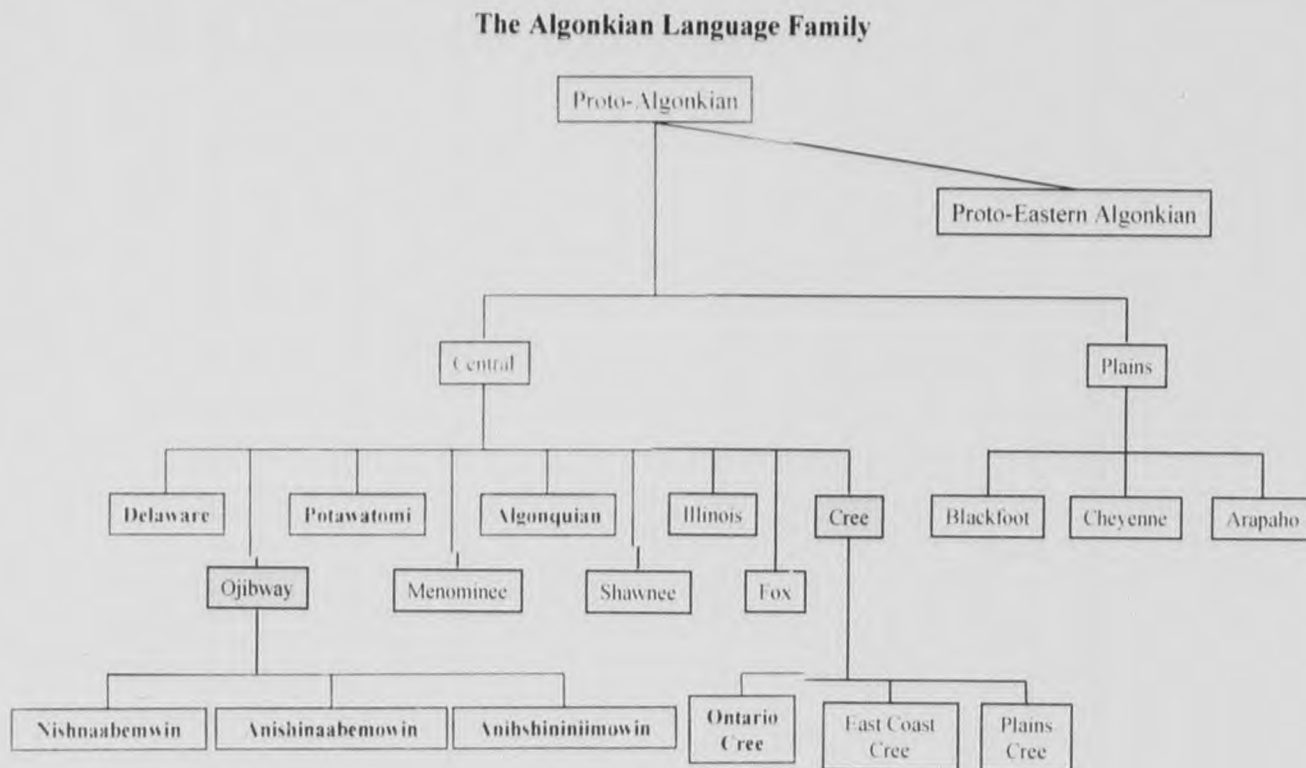 The Algonkian Language Family
Proto-Algonkian
Proto-Eastern Algonkian
Central
Plains
Delaware
Potawatomi
Algonquian
Illinois
Cree
Blackfoot
Cheyenne
Arapaho
Ojibway
Menominee
Shawnee
Fox
Nishnaabemwin
Anishinaabemowin
Anihshininiimowin
Ontario
Cree
East Coast
Cree
Plains
Cree